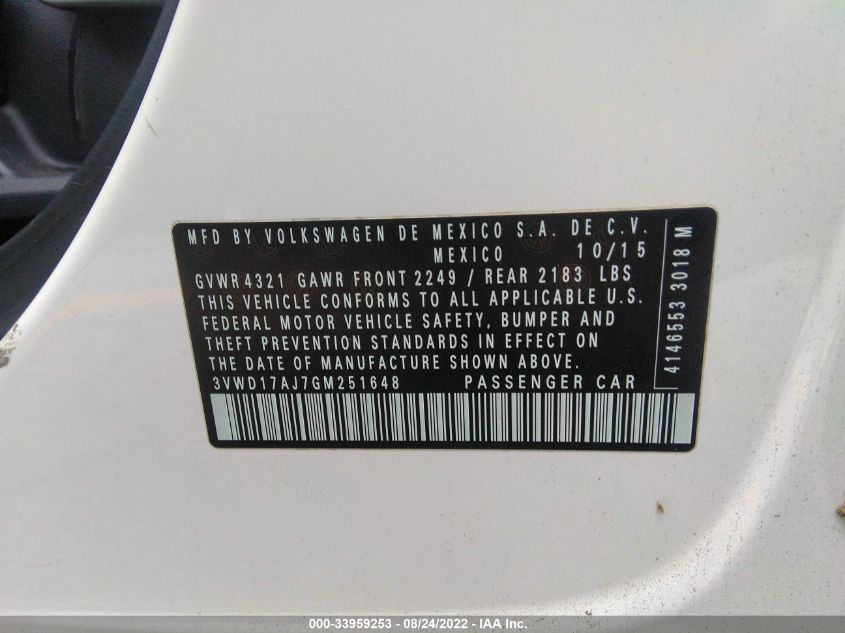 MFD BY VOLKSWAGEN DE MEXICO S.A. DE C.V.
MEXICO 10/15
GVWR 4321 GAWR FRONT 2249 / REAR 2183 LBS
THIS VEHICLE CONFORMS TO ALL APPLICABLE U.S.
FEDERAL MOTOR VEHICLE SAFETY, BUMPER AND
THEFT PREVENTION STANDARDS IN EFFECT ON
THE DATE OF MANUFACTURE SHOWN ABOVE.
3VWD17AJ7GM251648 PASSENGER CAR
4146553 3018 M
000-33959253 - 08/24/2022 - IAA Inc.